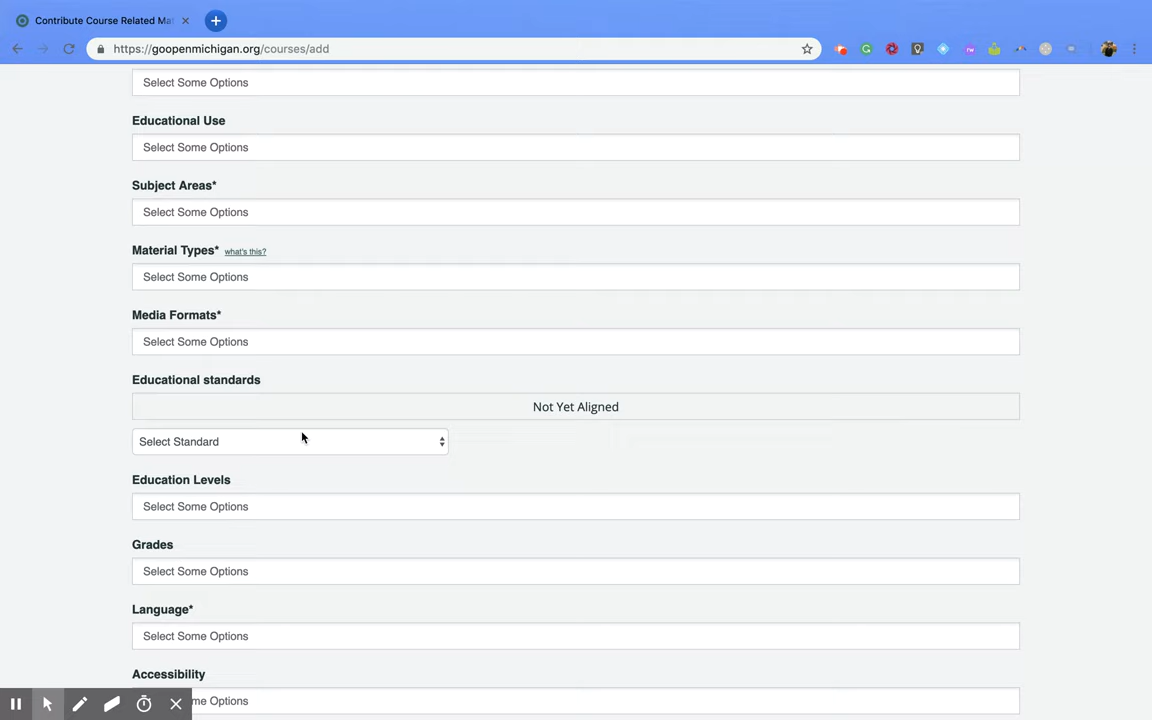 Contribute Course Related Ma
https://goopenmichigan.org/courses/add
Select Some Options
Educational Use
Select Some Options
Subject Areas*
Select Some Options
Material Types* what's this?
Select Some Options
Media Formats*
Select Some Options
Educational standards
Not Yet Aligned
Select Standard
Education Levels
Select Some Options
Grades
Select Some Options
Language*
Select Some Options
Accessibility
me Options